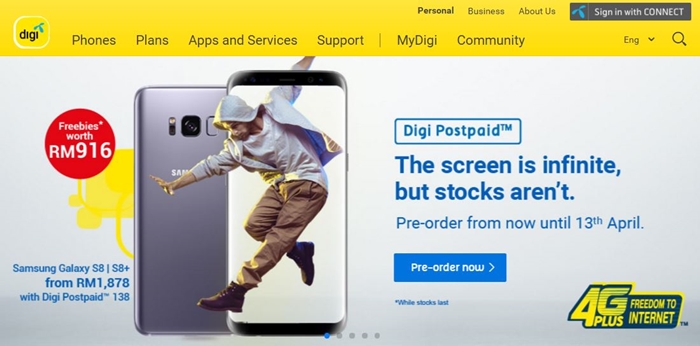 Personal Business About Us Sign in with CONNECT
digi
Phones Plans Apps and Services Support | MyDigi Community Eng
Freebies*
worth
RM916
SAM
Digi Postpaid™
The screen is infinite,
but stocks aren't.
Pre-order from now until 13th April.
Pre-order now
*While stocks last
Samsung Galaxy S8 | S8+
from RM1,878
with Digi Postpaid™ 138
4G PLUS FREEDOM TO INTERNET™